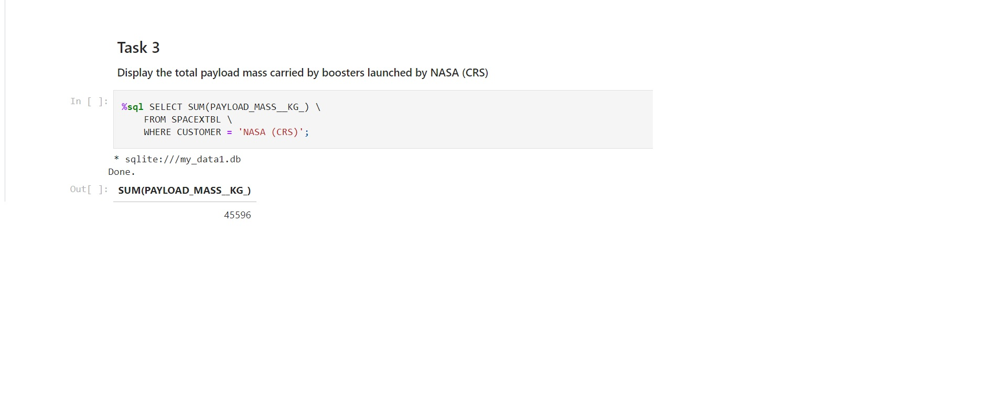 Task 3
Display the total payload mass carried by boosters launched by NASA (CRS)
In [ ]:
%sql SELECT SUM(PAYLOAD_MASS__KG_) \
FROM SPACEXTBL \
WHERE CUSTOMER = 'NASA (CRS)';
* sqlite:///my_data1.db
Done.
Out[ ]:
SUM(PAYLOAD_MASS__KG_)
45596